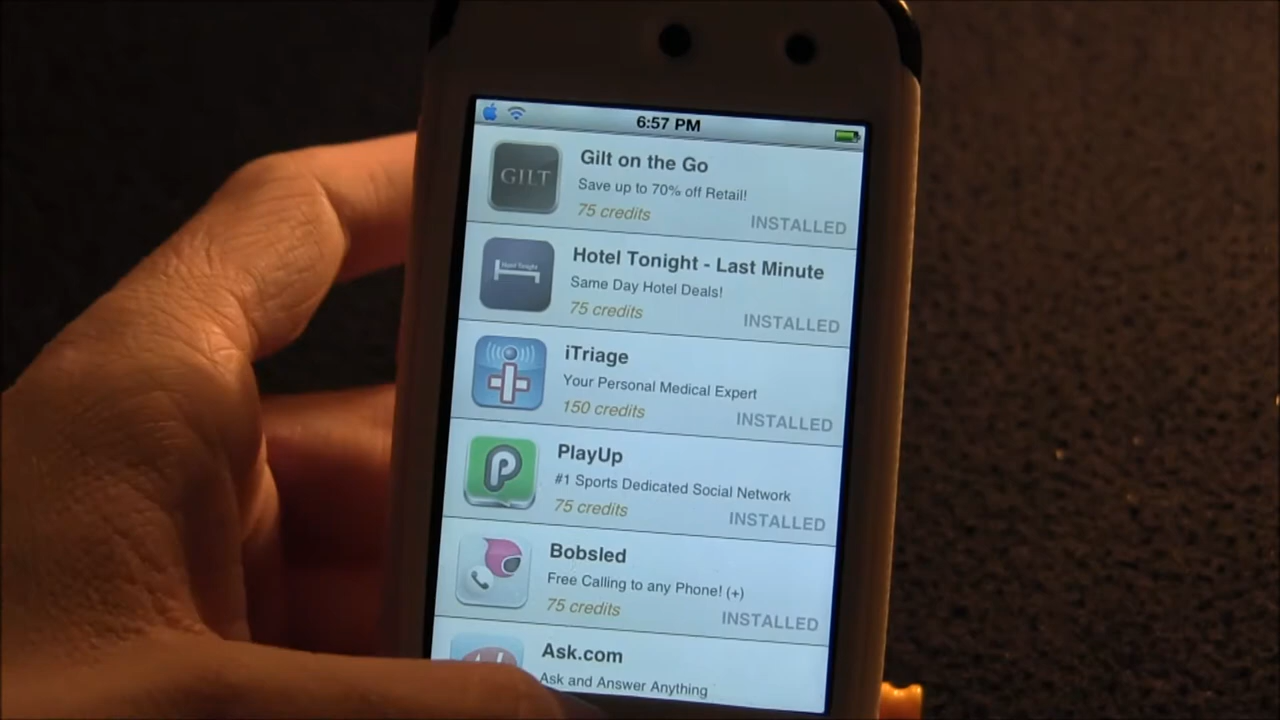 6:57 PM
GILT
Gilt on the Go
Save up to 70% off Retail!
75 credits
INSTALLED
Hotel Tonight
Hotel Tonight - Last Minute
Same Day Hotel Deals!
75 credits
INSTALLED
iTriage
Your Personal Medical Expert
150 credits
INSTALLED
P
PlayUp
#1 Sports Dedicated Social Network
75 credits
INSTALLED
Bobsled
Free Calling to any Phone! (+)
75 credits
INSTALLED
Ask.com
Ask and Answer Anything